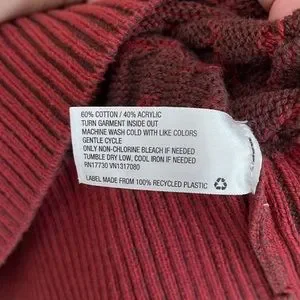 60% COTTON / 40% ACRYLIC
TURN GARMENT INSIDE OUT
MACHINE WASH COLD WITH LIKE COLORS
GENTLE CYCLE
ONLY NON-CHLORINE BLEACH IF NEEDED
TUMBLE DRY LOW, COOL IRON IF NEEDED
RN17730 VN1317080
LABEL MADE FROM 100% RECYCLED PLASTIC